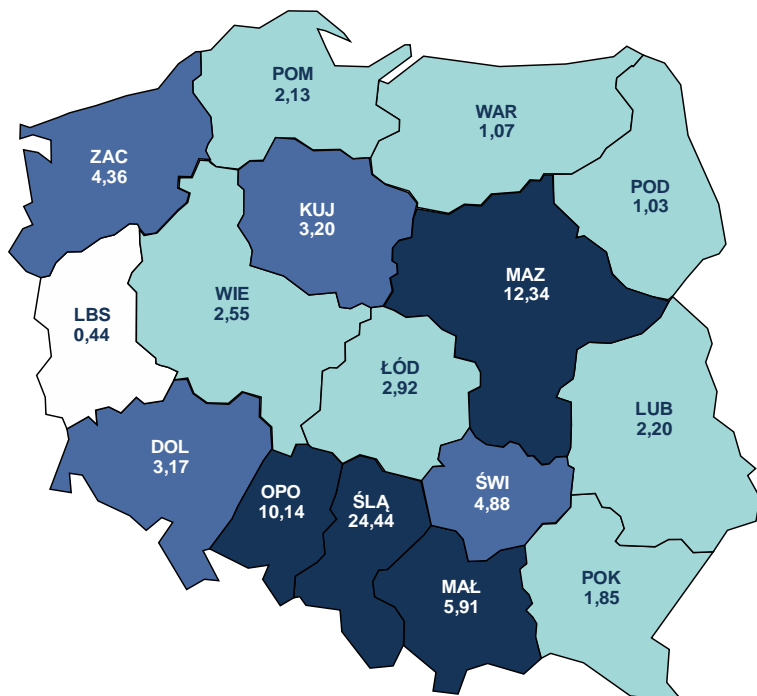 POM
2,13
WAR
1,07
ZAC
4,36
POD
1,03
KUJ
3,20
MAZ
12,34
WIE
2,55
LBS
0,44
ŁÓD
2,92
LUB
2,20
DOL
3,17
OPO
10,14
ŚLĄ
24,44
ŚWI
4,88
MAŁ
5,91
POK
1,85